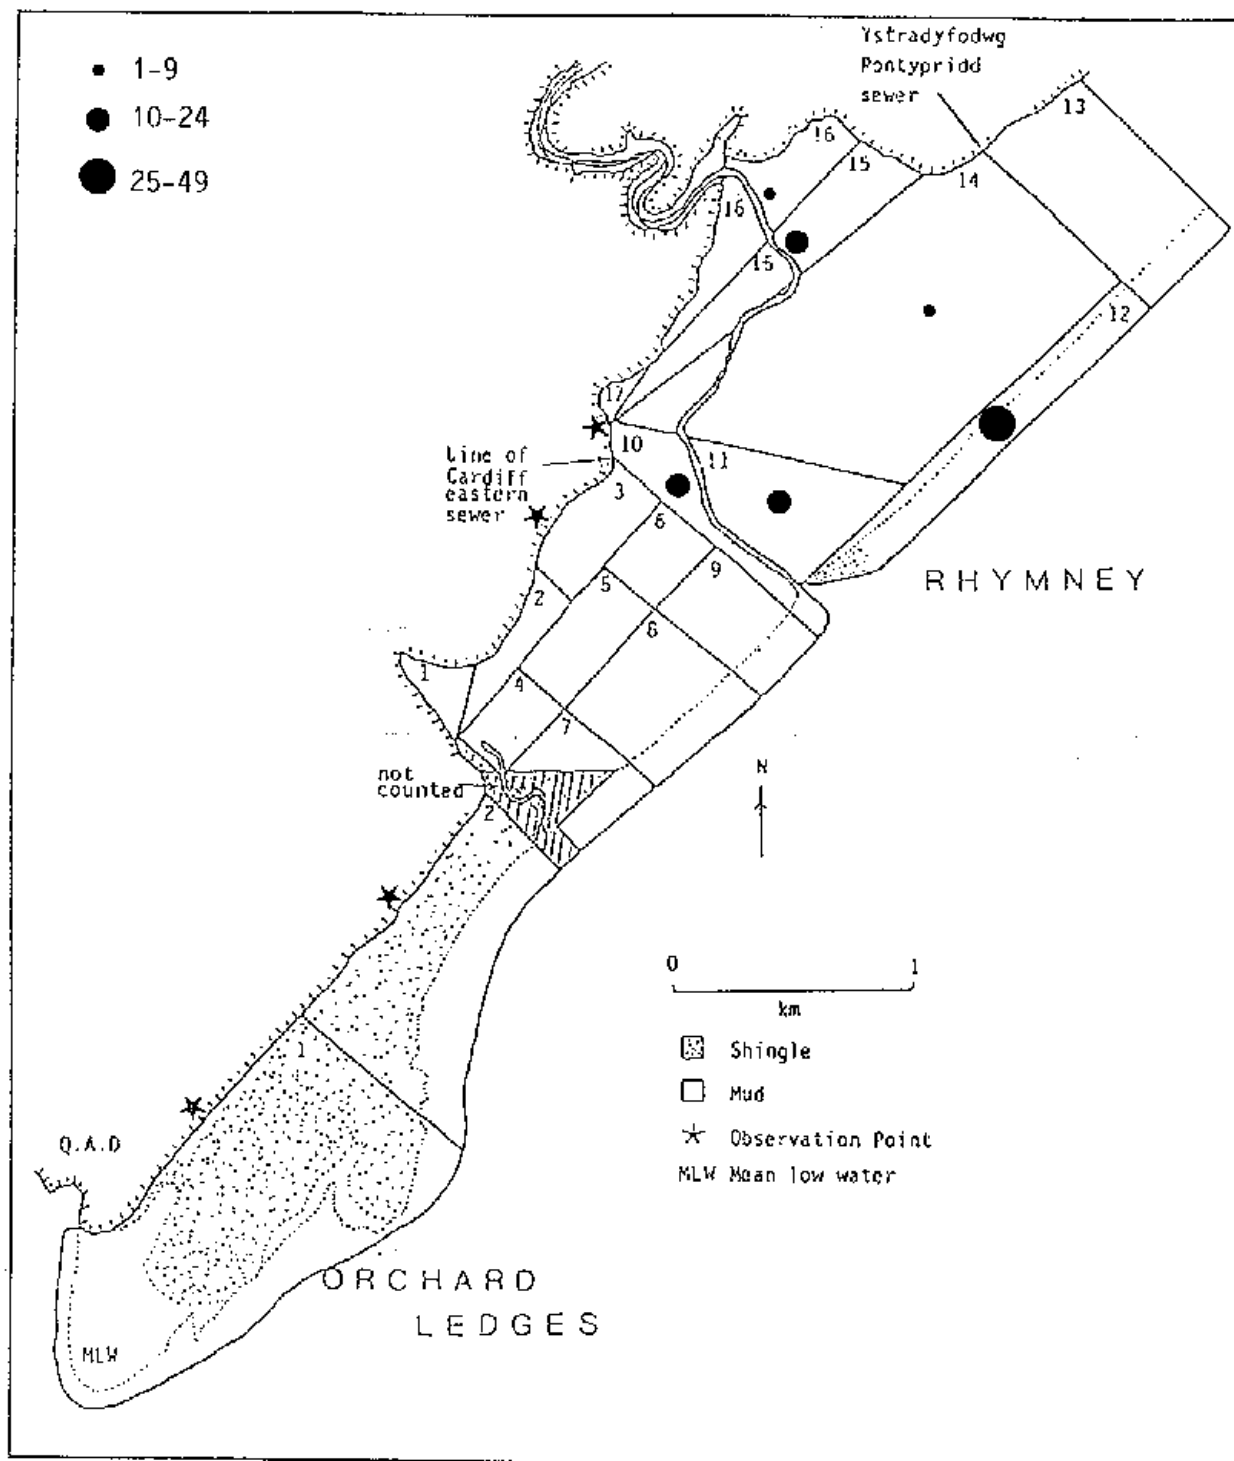 1-9
10-24
25-49
Ystradyfodwg
Pontypridd
sewer
13
16
15
14
16
15
12
17
10
11
Line of
Cardiff
eastern
sewer
3
6
9
5
2
8
1
4
7
not
counted
2
RHYMNEY
N
0 1
km
Shingle
Mud
Observation Point
MLW Mean low water
1
Q.A.D
ORCHARD
LEDGES
MLW